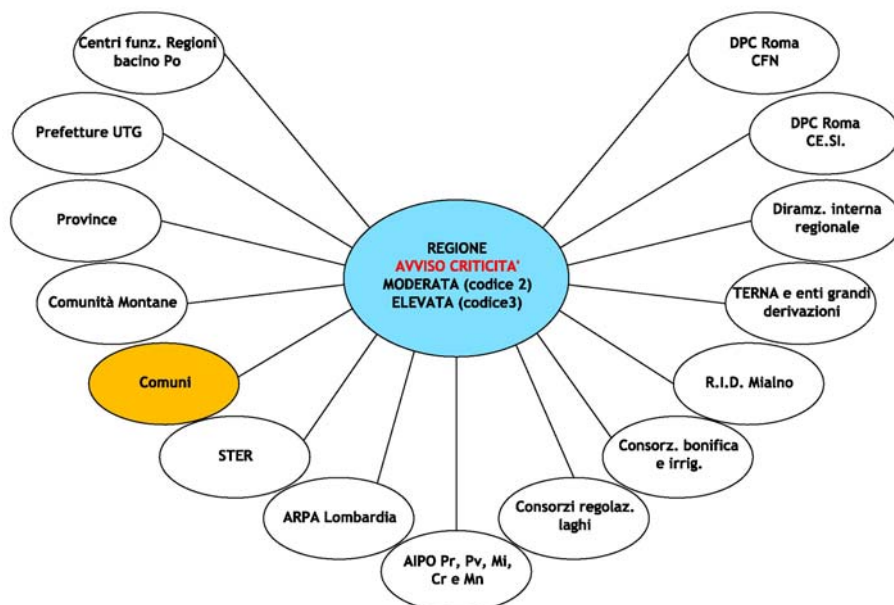 Centri funz. Regioni
bacino Po
DPC Roma
CFN
Prefetture UTG
DPC Roma
CE.SI.
Province
Diramz. interna
regionale
REGIONE
AVVISO CRITICITA'
MODERATA (codice 2)
ELEVATA (codice3)
Comunità Montane
TERNA e enti grandi
derivazioni
Comuni
R.I.D. Mialno
STER
Consorz. bonifica
e irrig.
ARPA Lombardia
Consorzi regolaz.
laghi
AIPO Pr, Pv, Mi,
Cr e Mn